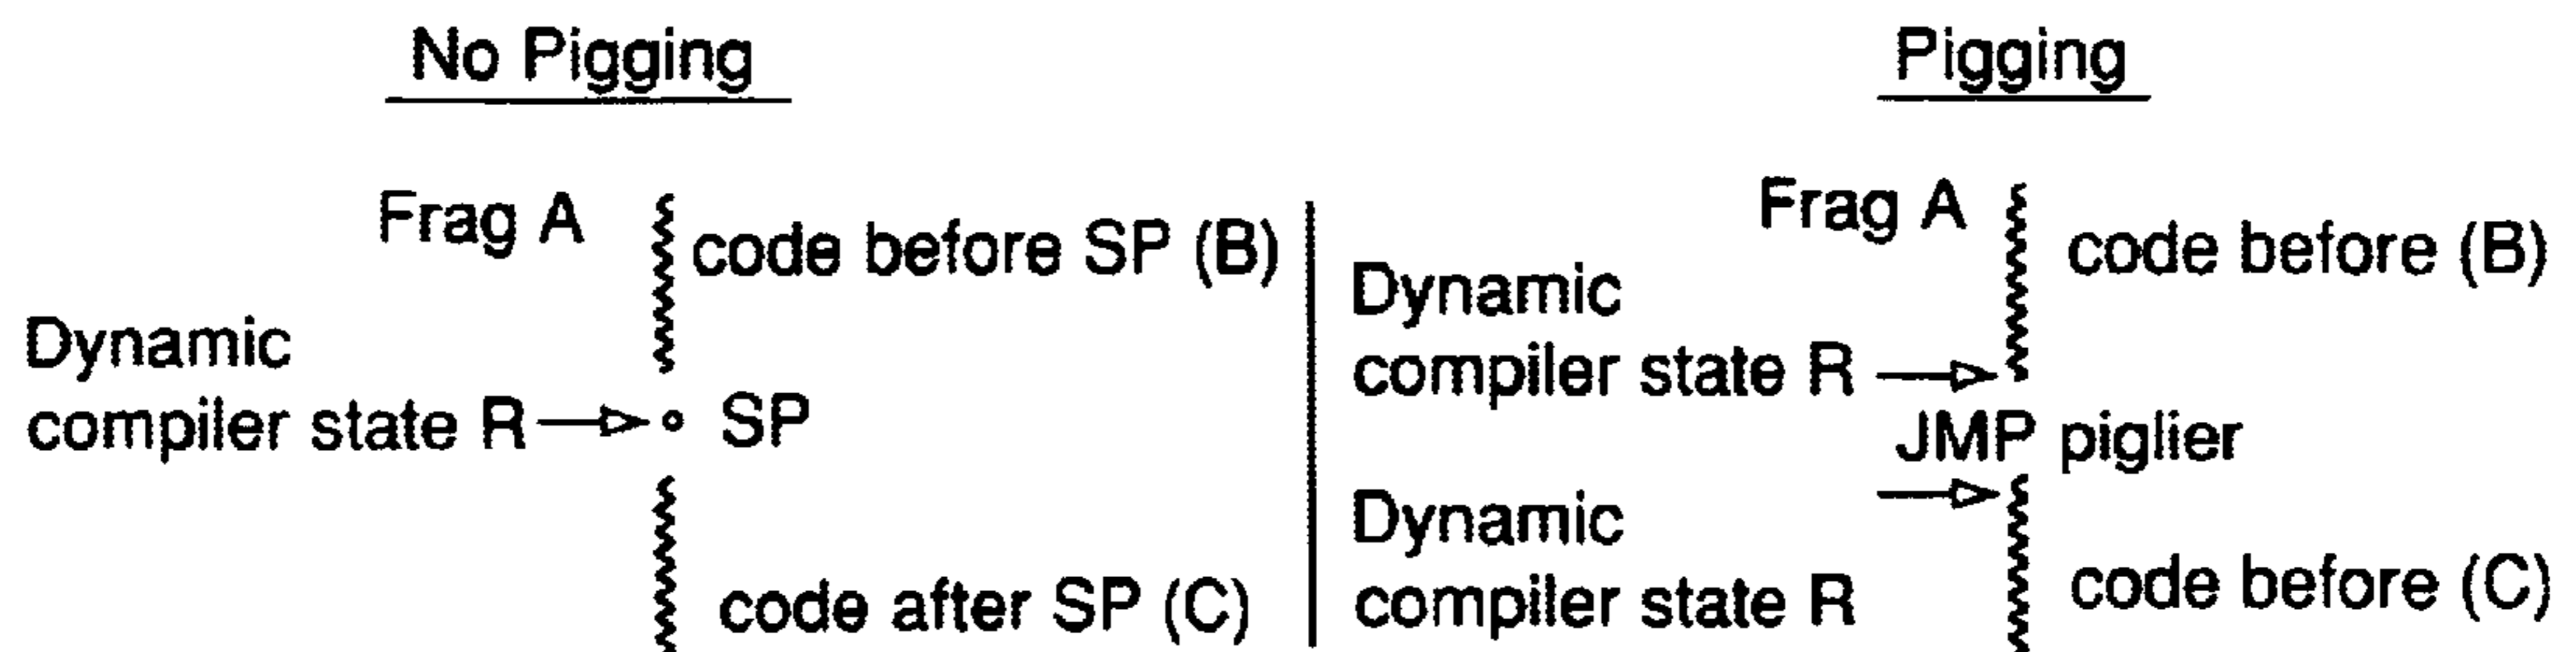 No Pigging
Frag A
code before SP (B)
Dynamic
compiler state R
SP
code after SP (C)
Pigging
Frag A
code before (B)
Dynamic
compiler state R
JMP piglier
Dynamic
compiler state R
code before (C)